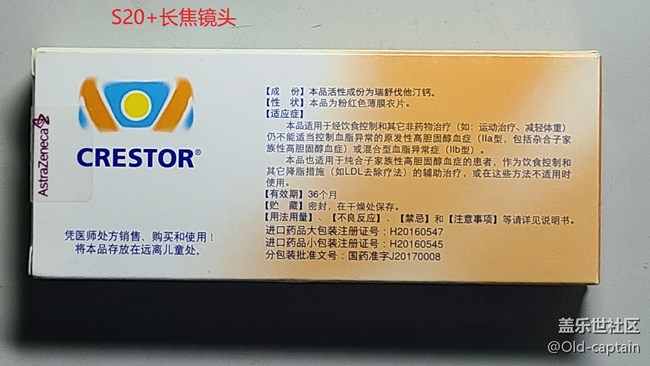 S20+长焦镜头
AstraZeneca
CRESTOR®
凭医师处方销售、购买和使用！
将本品存放在远离儿童处。
【成　份】本品活性成份为瑞舒伐他汀钙。
【性　状】本品为粉红色薄膜衣片。
【适应症】
本品适用于经饮食控制和其它非药物治疗（如：运动治疗、减轻体重）
仍不能适当控制血脂异常的原发性高胆固醇血症（IIa型，包括杂合子家
族性高胆固醇血症）或混合型血脂异常症（IIb型）。
本品也适用于纯合子家族性高胆固醇血症的患者，作为饮食控制和
其它降脂措施（如LDL去除疗法）的辅助治疗，或在这些方法不适用时
使用。
【有效期】36个月
【贮　藏】密封，在干燥处保存。
【用法用量】、【不良反应】、【禁忌】和【注意事项】等请详见说明书。
进口药品大包装注册证号：H20160547
进口药品小包装注册证号：H20160545
分包装批准文号：国药准字J20170008
盖乐世社区
@Old-captain